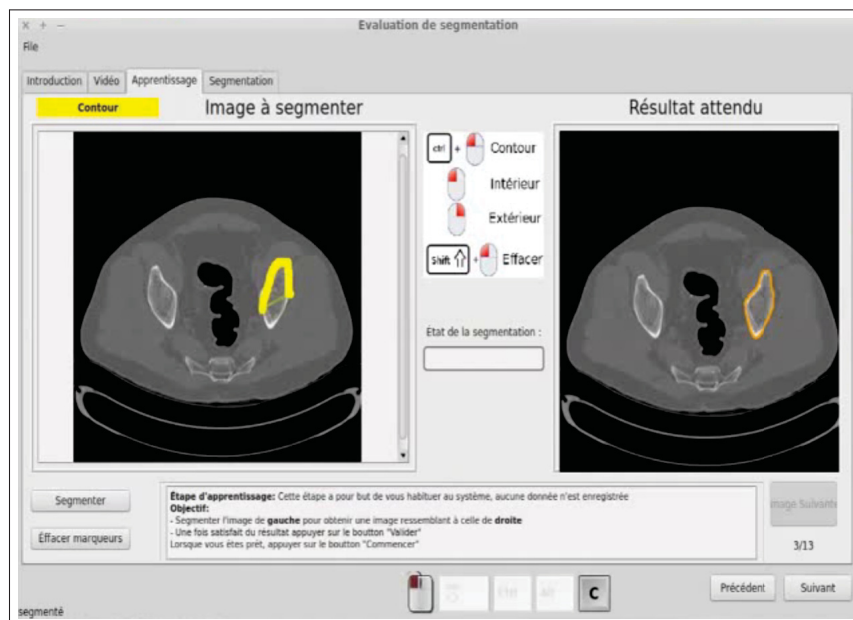 x + − Evaluation de segmentation
File
Introduction Vidéo Apprentissage Segmentation
Contour Image à segmenter Résultat attendu
ctrl + Contour
Intérieur
Extérieur
Shift + Effacer
État de la segmentation :
Segmenter
Éffacer marqueurs
Étape d'apprentissage: Cette étape a pour but de vous habituer au système, aucune donnée n'est enregistrée
Objectif:
- Segmenter l'image de gauche pour obtenir une image ressemblant à celle de droite
- Une fois satisfait du résultat appuyer sur le boutton "Valider"
Lorsque vous êtes prêt, appuyer sur le boutton "Commencer"
Image Suivante
3/13
Ctrl Alt C
Précédent Suivant
segmenté